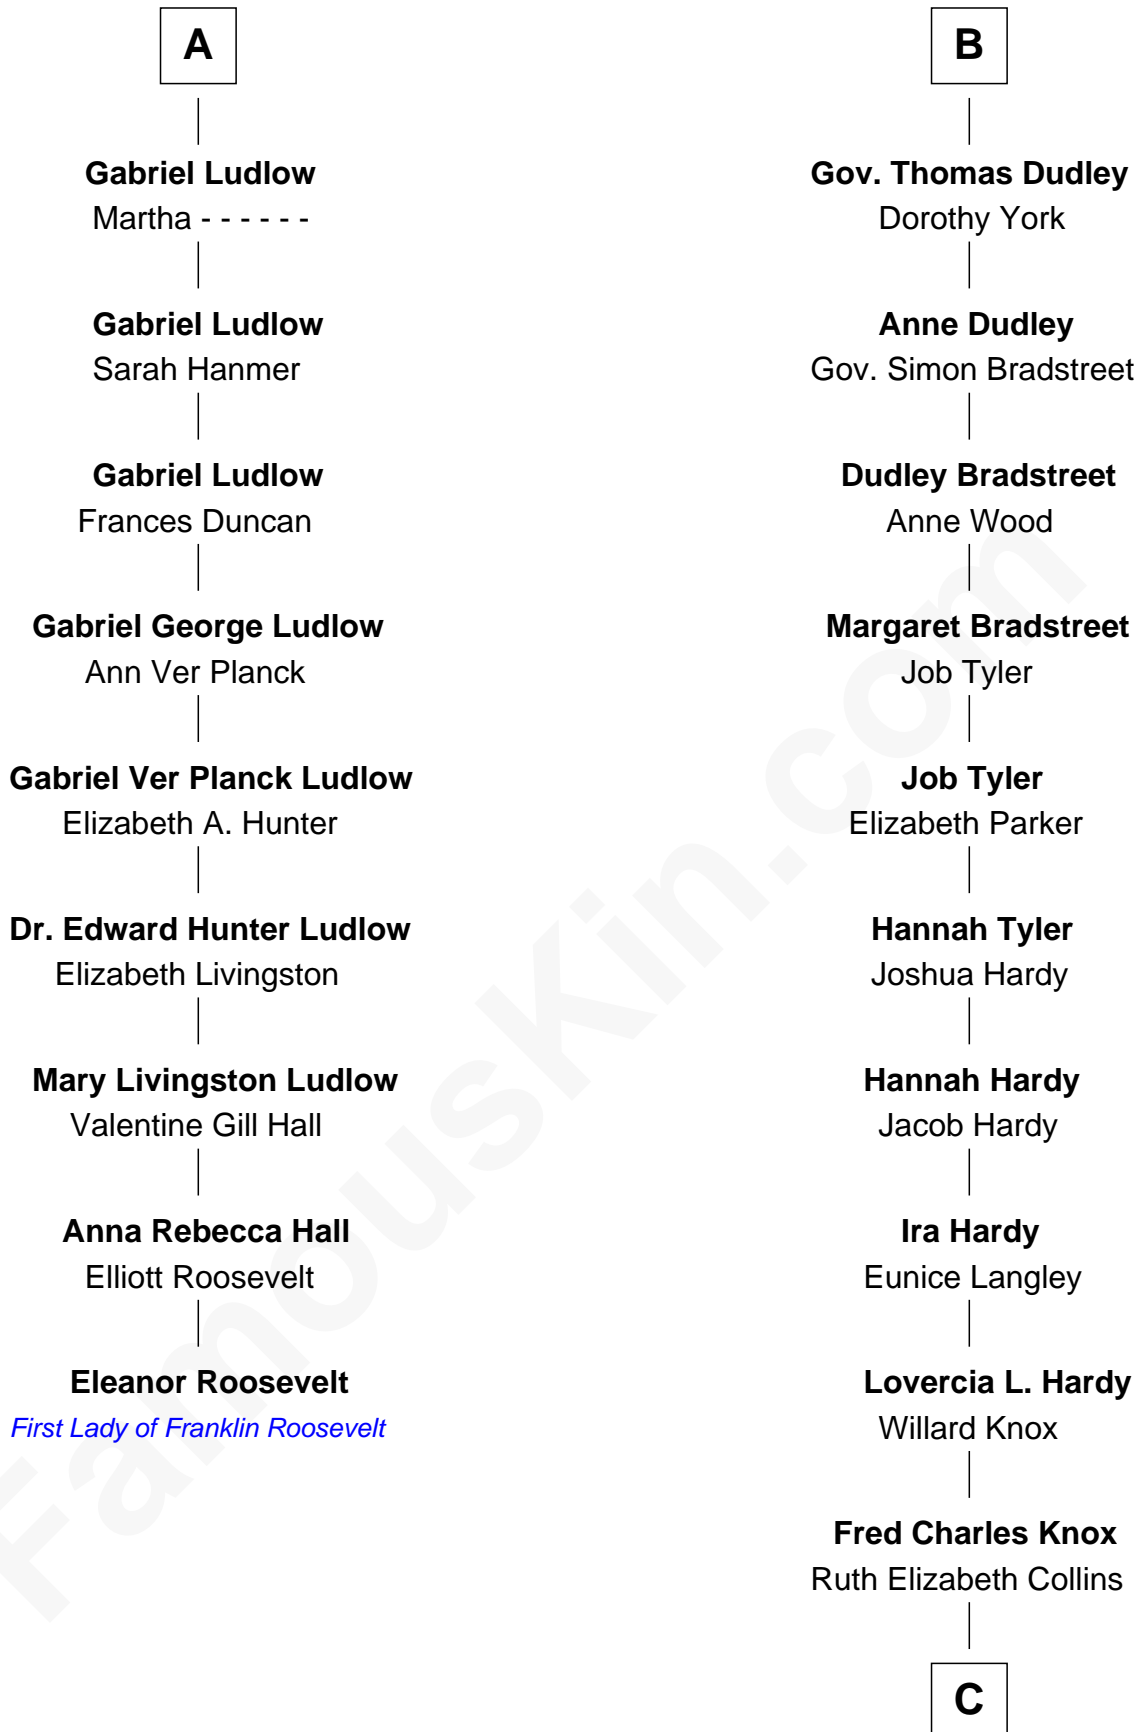 A
Gabriel Ludlow
Martha - - - - - -
Gabriel Ludlow
Sarah Hanmer
Gabriel Ludlow
Frances Duncan
Gabriel George Ludlow
Ann Ver Planck
Gabriel Ver Planck Ludlow
Elizabeth A. Hunter
Dr. Edward Hunter Ludlow
Elizabeth Livingston
Mary Livingston Ludlow
Valentine Gill Hall
Anna Rebecca Hall
Elliott Roosevelt
Eleanor Roosevelt
First Lady of Franklin Roosevelt
B
Gov. Thomas Dudley
Dorothy York
Anne Dudley
Gov. Simon Bradstreet
Dudley Bradstreet
Anne Wood
Margaret Bradstreet
Job Tyler
Job Tyler
Elizabeth Parker
Hannah Tyler
Joshua Hardy
Hannah Hardy
Jacob Hardy
Ira Hardy
Eunice Langley
Lovercia L. Hardy
Willard Knox
Fred Charles Knox
Ruth Elizabeth Collins
C
FamousKin.com